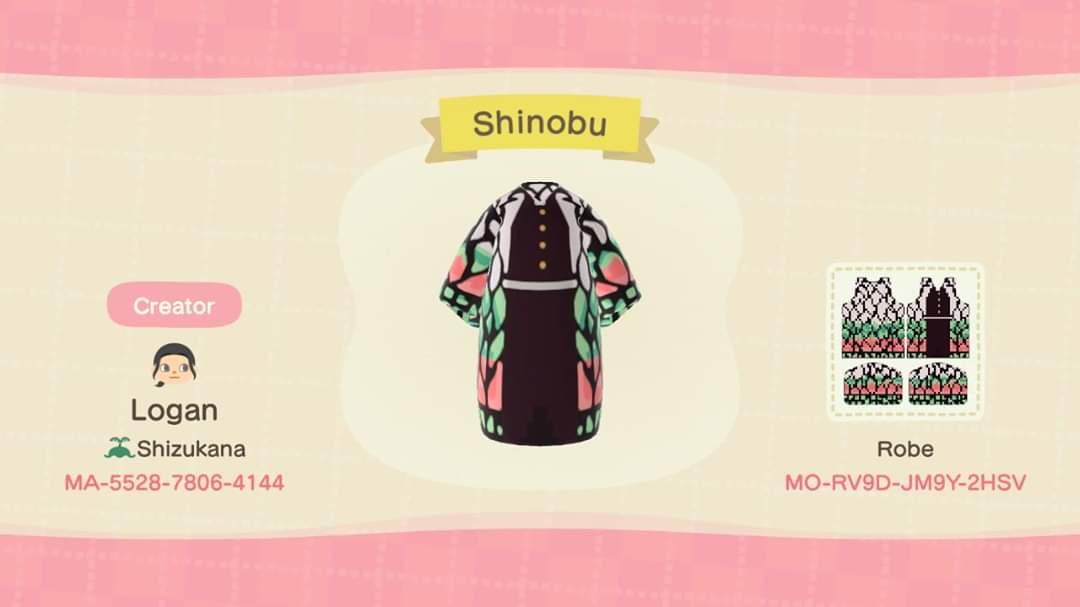 Shinobu
Creator
Logan
Shizukana
MA-5528-7806-4144
Robe
MO-RV9D-JM9Y-2HSV